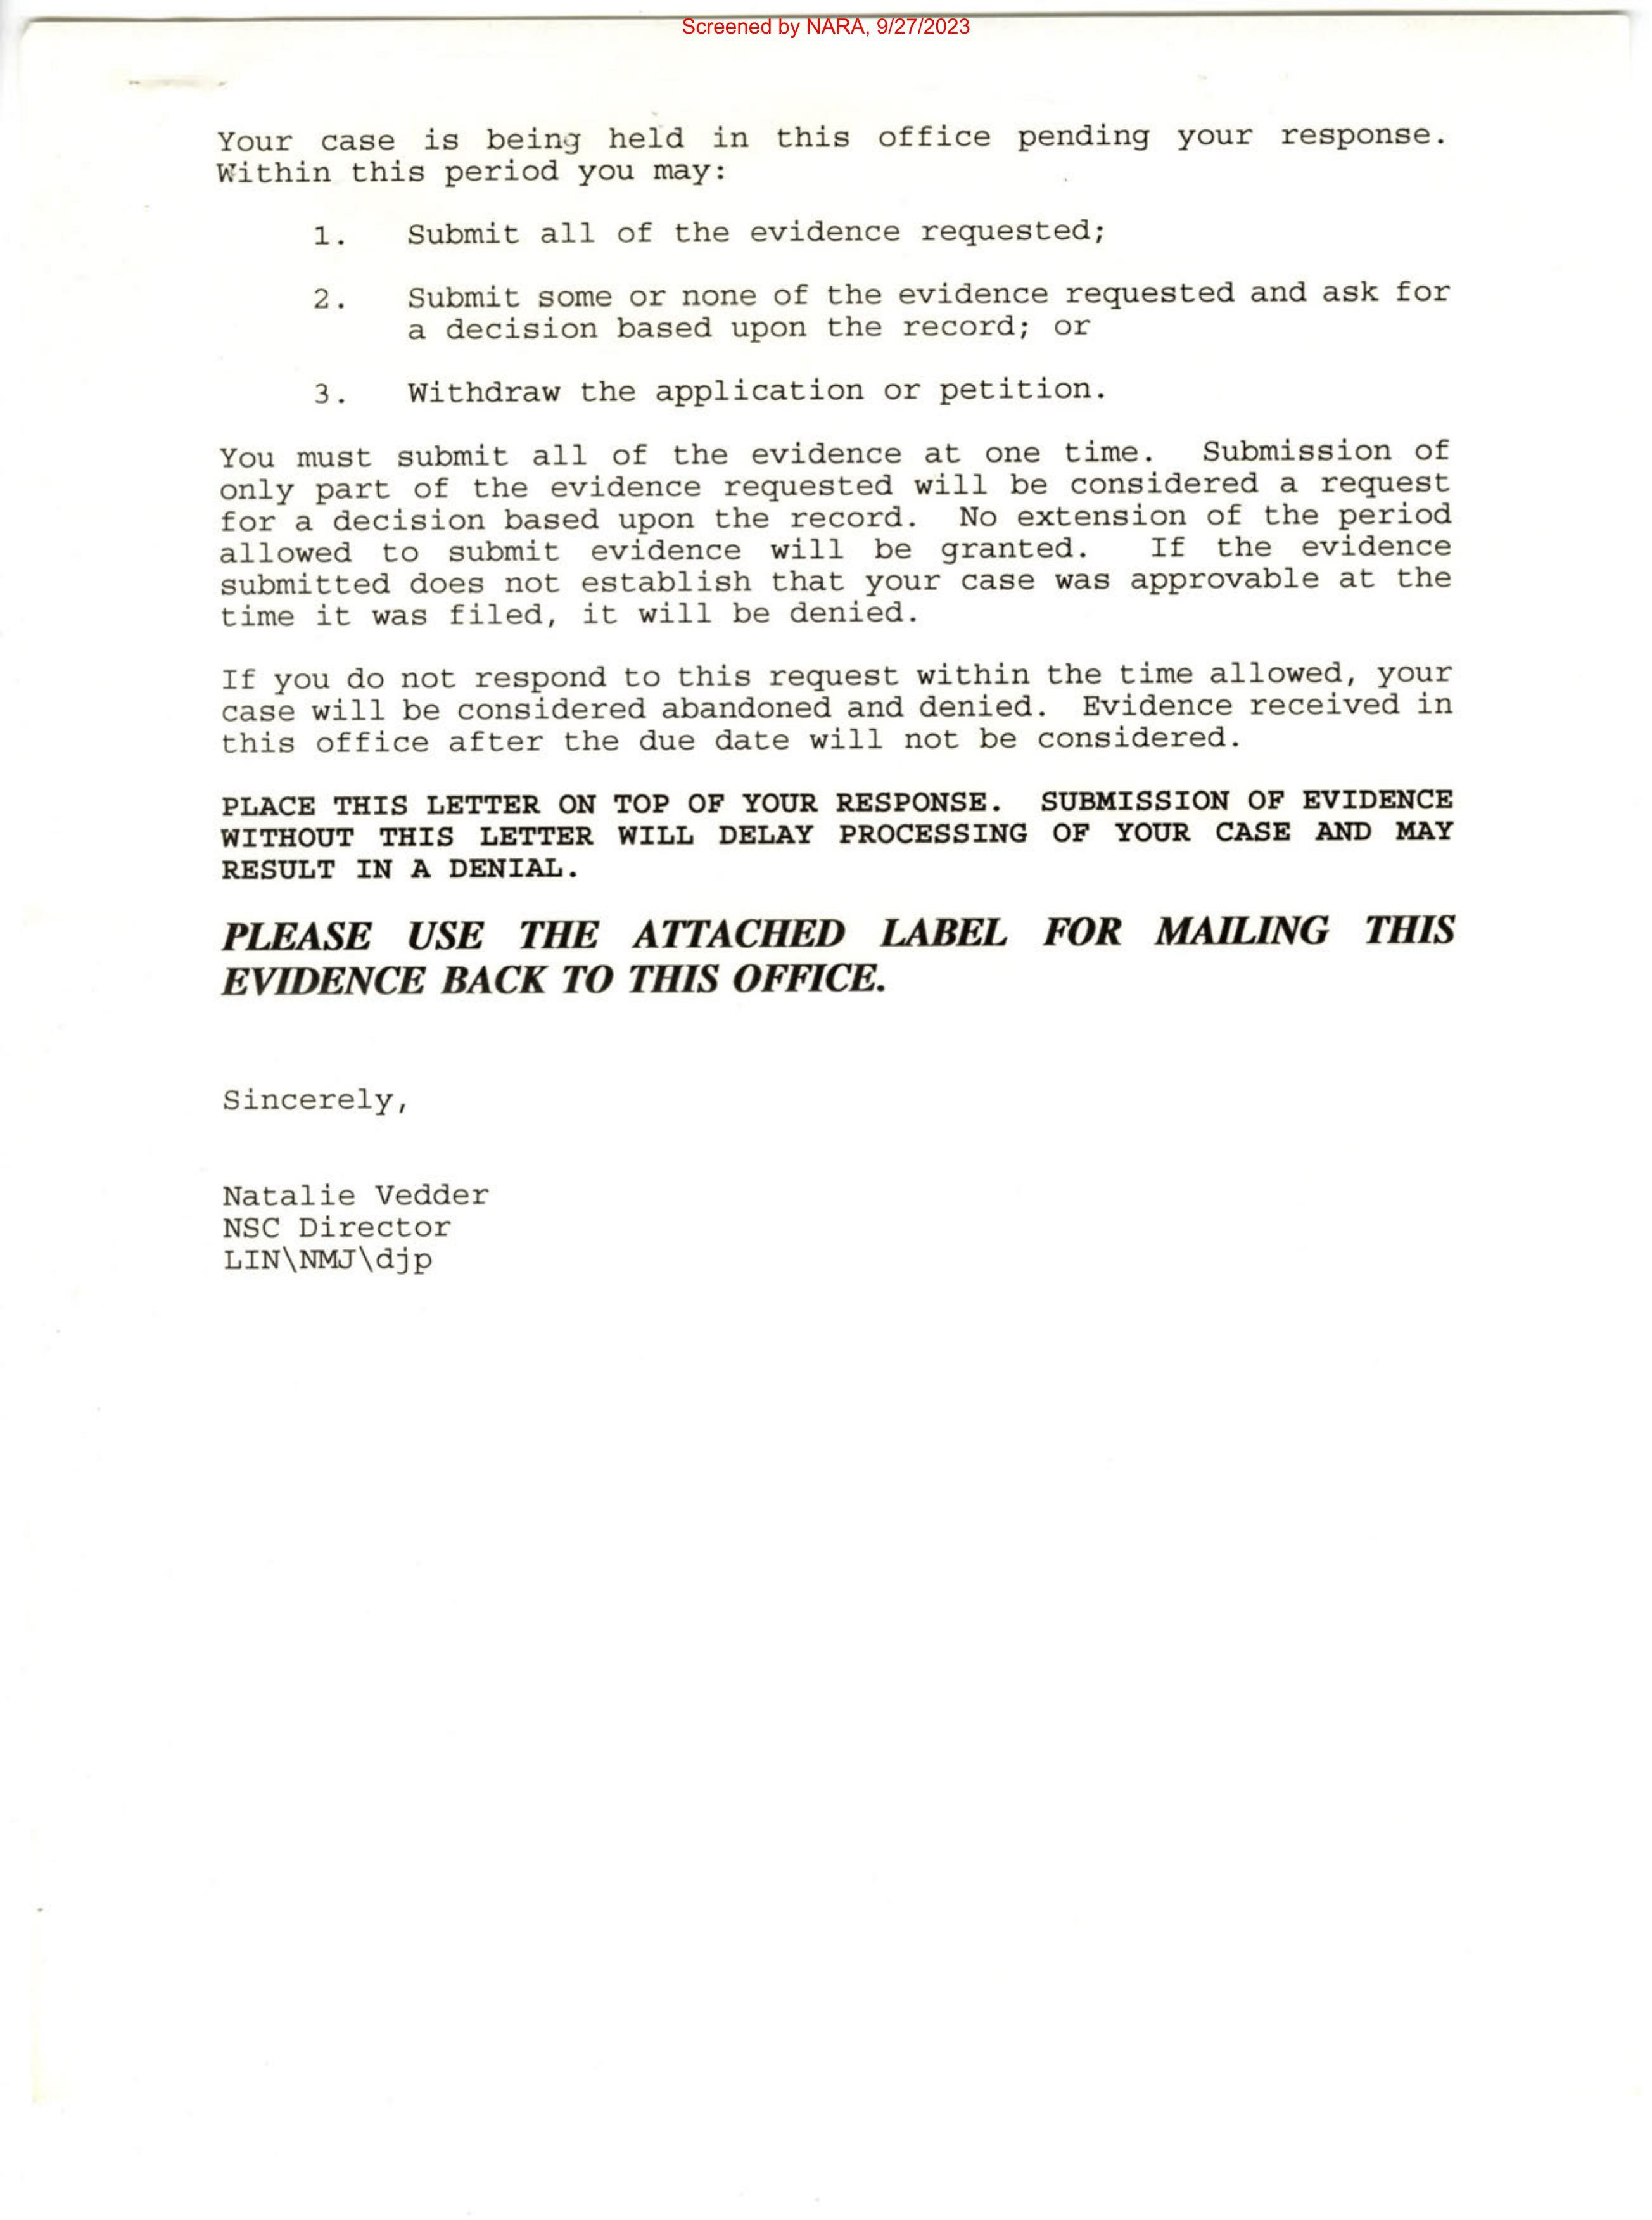 Screened by NARA, 9/27/2023
Your case is being held in this office pending your response.
Within this period you may:
1. Submit all of the evidence requested;
2. Submit some or none of the evidence requested and ask for
a decision based upon the record; or
3. Withdraw the application or petition.
You must submit all of the evidence at one time. Submission of
only part of the evidence requested will be considered a request
for a decision based upon the record. No extension of the period
allowed to submit evidence will be granted. If the evidence
submitted does not establish that your case was approvable at the
time it was filed, it will be denied.
If you do not respond to this request within the time allowed, your
case will be considered abandoned and denied. Evidence received in
this office after the due date will not be considered.
PLACE THIS LETTER ON TOP OF YOUR RESPONSE. SUBMISSION OF EVIDENCE
WITHOUT THIS LETTER WILL DELAY PROCESSING OF YOUR CASE AND MAY
RESULT IN A DENIAL.
PLEASE USE THE ATTACHED LABEL FOR MAILING THIS
EVIDENCE BACK TO THIS OFFICE.
Sincerely,
Natalie Vedder
NSC Director
LIN\NMJ\djp